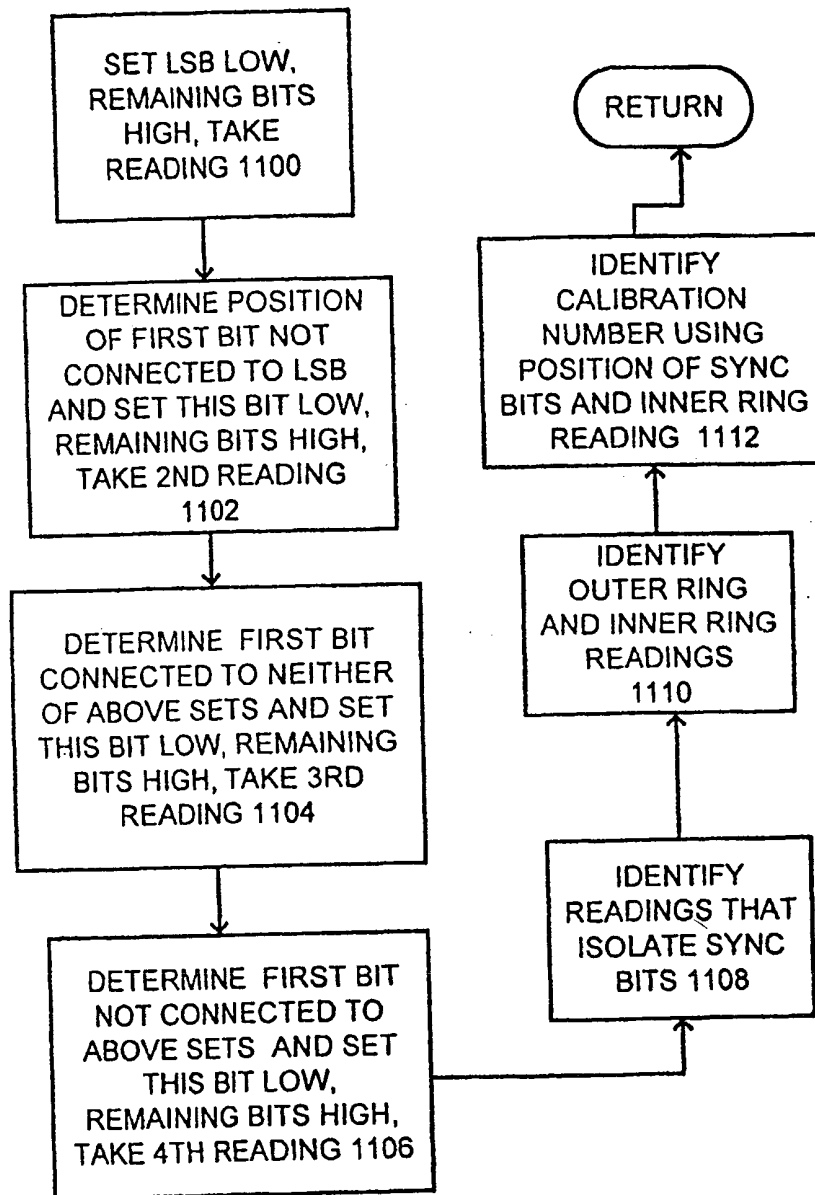 SET LSB LOW,
REMAINING BITS
HIGH, TAKE
READING 1100
DETERMINE POSITION
OF FIRST BIT NOT
CONNECTED TO LSB
AND SET THIS BIT LOW,
REMAINING BITS HIGH,
TAKE 2ND READING
1102
DETERMINE FIRST BIT
CONNECTED TO NEITHER
OF ABOVE SETS AND SET
THIS BIT LOW, REMAINING
BITS HIGH, TAKE 3RD
READING 1104
DETERMINE FIRST BIT
NOT CONNECTED TO
ABOVE SETS AND SET
THIS BIT LOW,
REMAINING BITS HIGH,
TAKE 4TH READING 1106
IDENTIFY
READINGS THAT
ISOLATE SYNC
BITS 1108
IDENTIFY
OUTER RING
AND INNER RING
READINGS
1110
IDENTIFY
CALIBRATION
NUMBER USING
POSITION OF SYNC
BITS AND INNER RING
READING 1112
RETURN